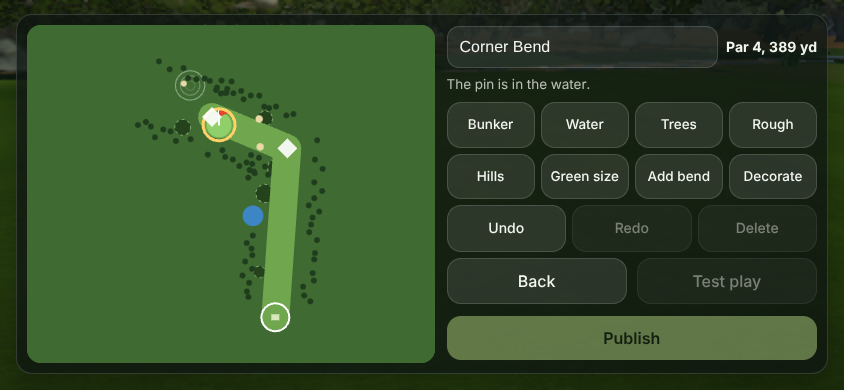 Corner Bend
Par 4, 389 yd
The pin is in the water.
Bunker
Water
Trees
Rough
Hills
Green size
Add bend
Decorate
Undo
Redo
Delete
Back
Test play
Publish